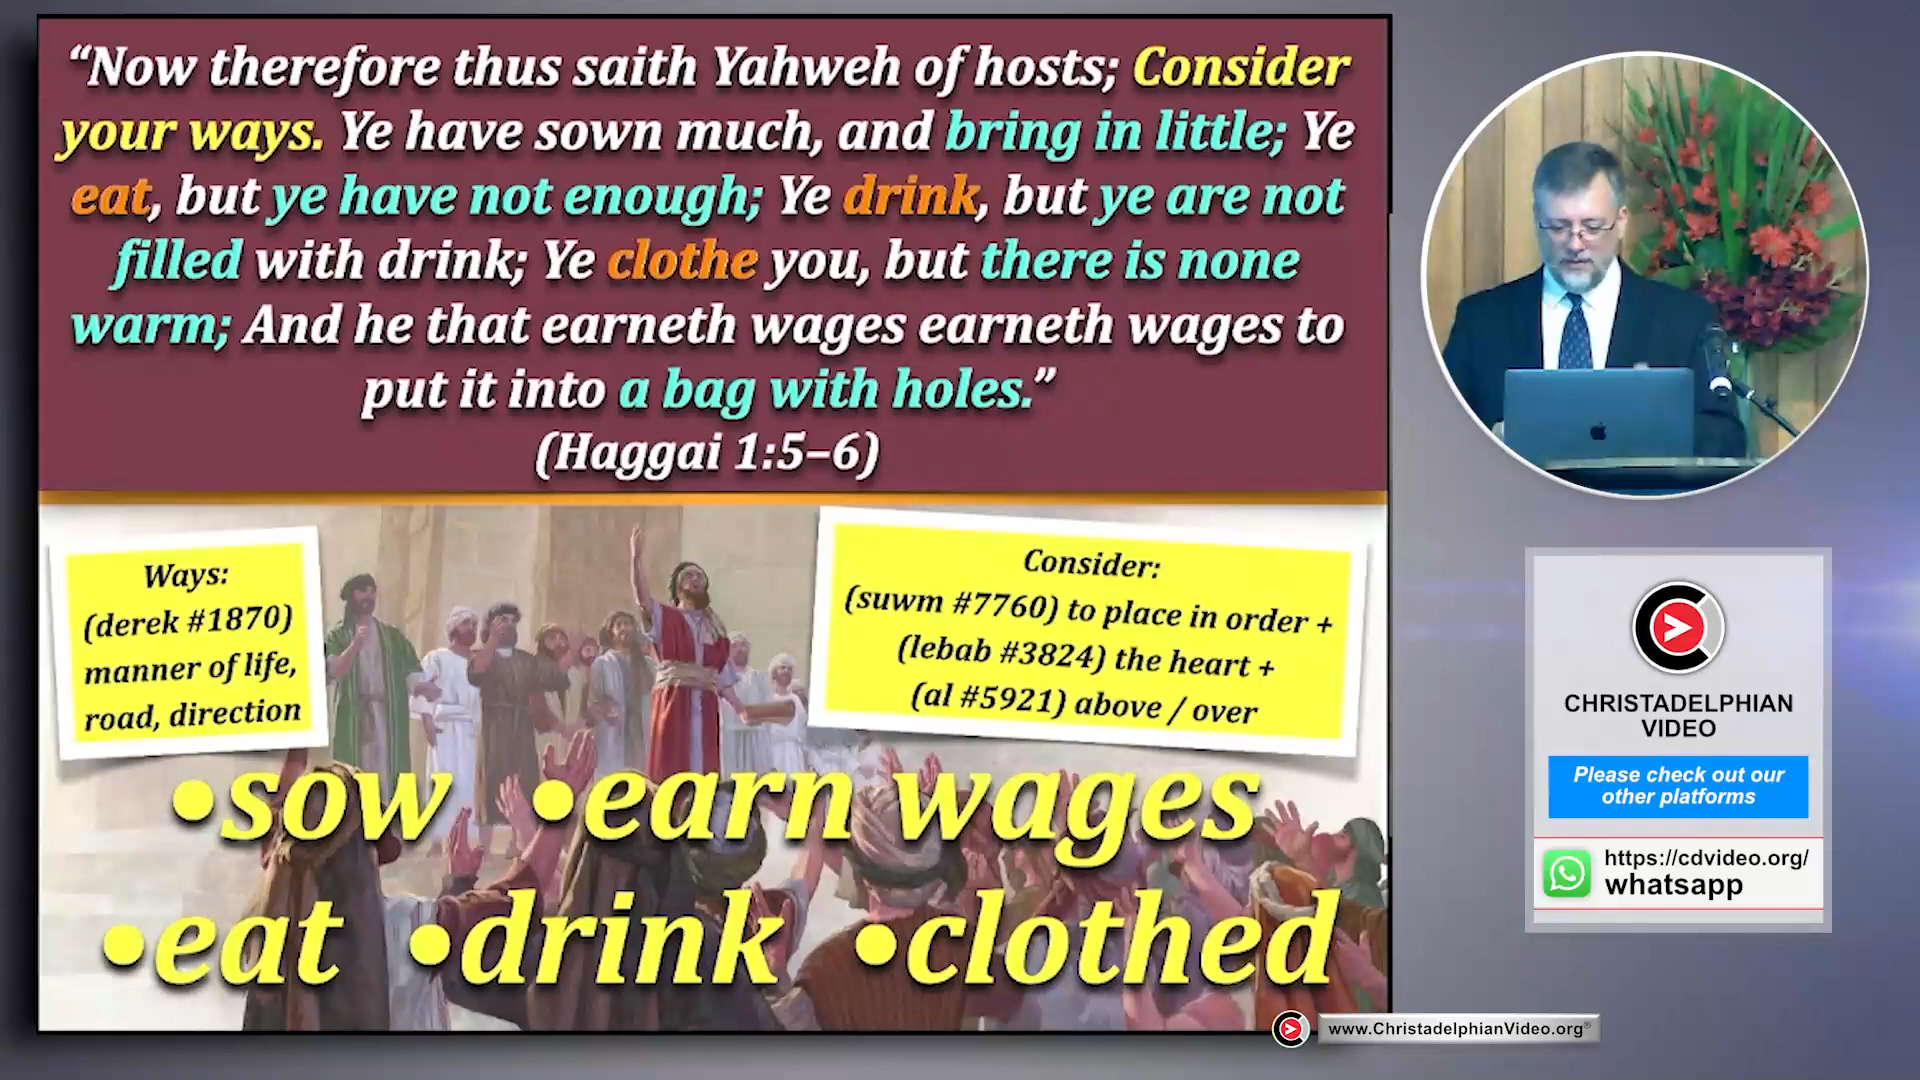 “Now therefore thus saith Yahweh of hosts; Consider
your ways. Ye have sown much, and bring in little; Ye
eat, but ye have not enough; Ye drink, but ye are not
filled with drink; Ye clothe you, but there is none
warm; And he that earneth wages earneth wages to
put it into a bag with holes.”
(Haggai 1:5–6)
Ways:
(derek #1870)
manner of life,
road, direction
Consider:
(suwm #7760) to place in order +
(lebab #3824) the heart +
(al #5921) above / over
•sow •earn wages
•eat •drink •clothed
CHRISTADELPHIAN
VIDEO
Please check out our
other platforms
https://cdvideo.org/
whatsapp
www.ChristadelphianVideo.org®